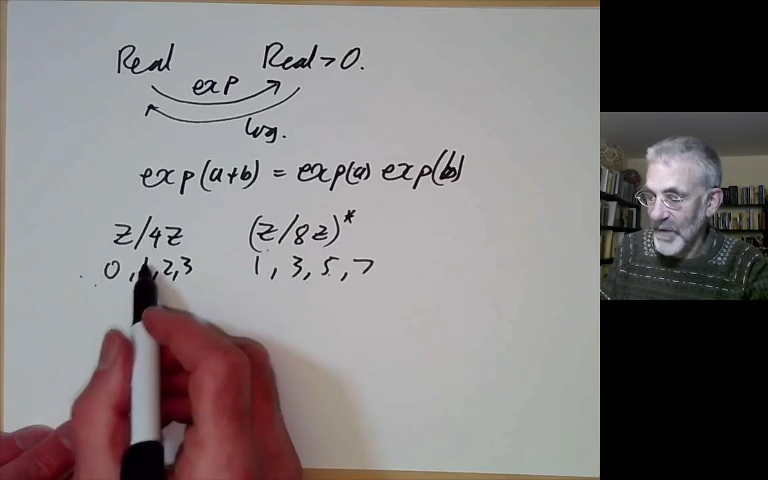 Real Real > 0.
exp
log.
exp(a+b) = exp(a) exp(b)
Z/4Z (Z/8Z)*
0, 1, 2, 3 1, 3, 5, 7